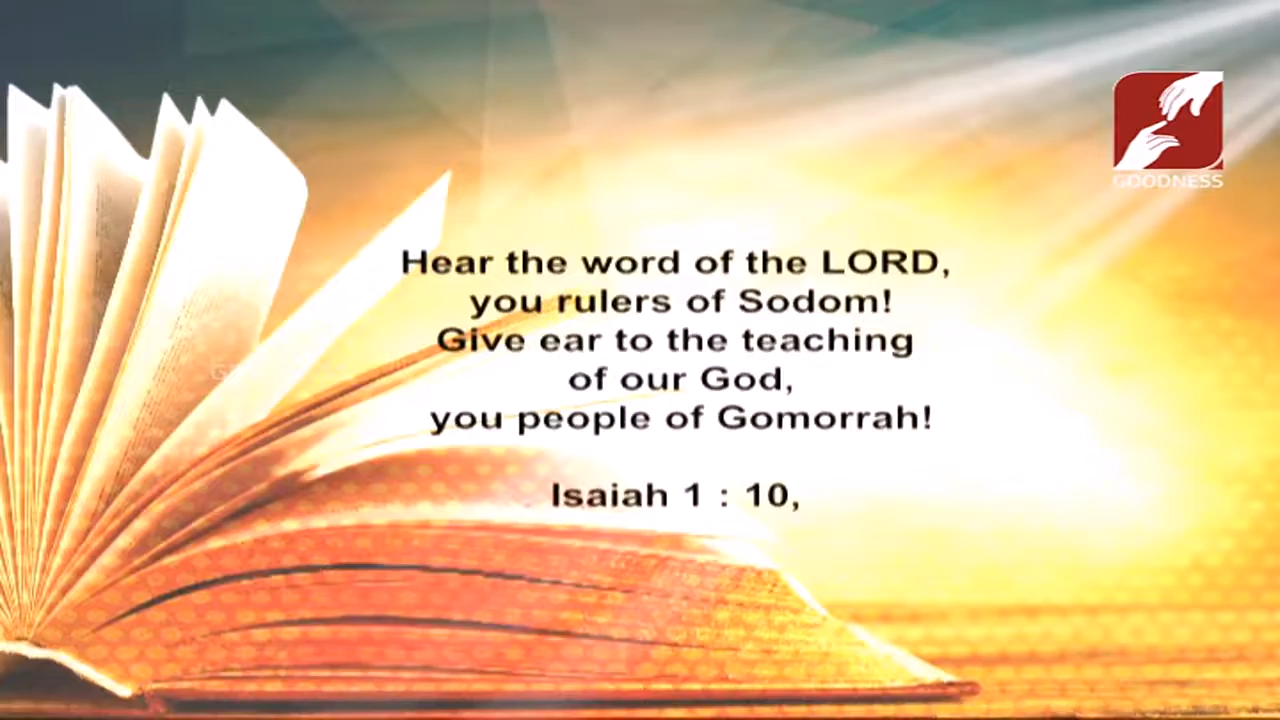 GOODNESS
Hear the word of the LORD,
you rulers of Sodom!
Give ear to the teaching
of our God,
you people of Gomorrah!
Isaiah 1 : 10,